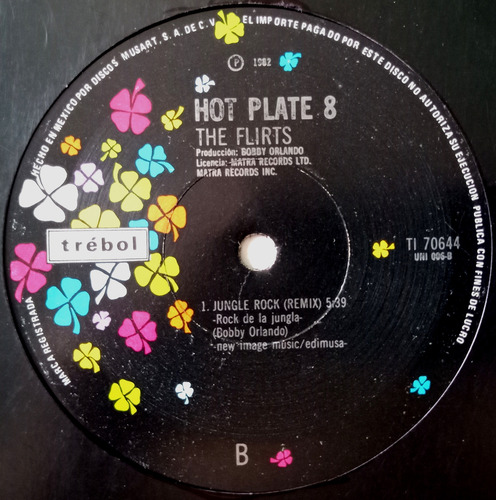 HECHO EN MEXICO POR DISCOS MUSART, S. A. DE C. V. EL IMPORTE PAGADO POR ESTE DISCO NO AUTORIZA SU EJECUCION PUBLICA CON FINES DE LUCRO.
℗ 1982
HOT PLATE 8
THE FLIRTS
Producción: BOBBY ORLANDO
Licencia: MATRA RECORDS LTD.
MATRA RECORDS INC.
trébol
TI 70644
UNI 006-B
1. JUNGLE ROCK (REMIX) 5:39
-Rock de la jungla-
(Bobby Orlando)
-new image music/edimusa-
MARCA REGISTRADA
B